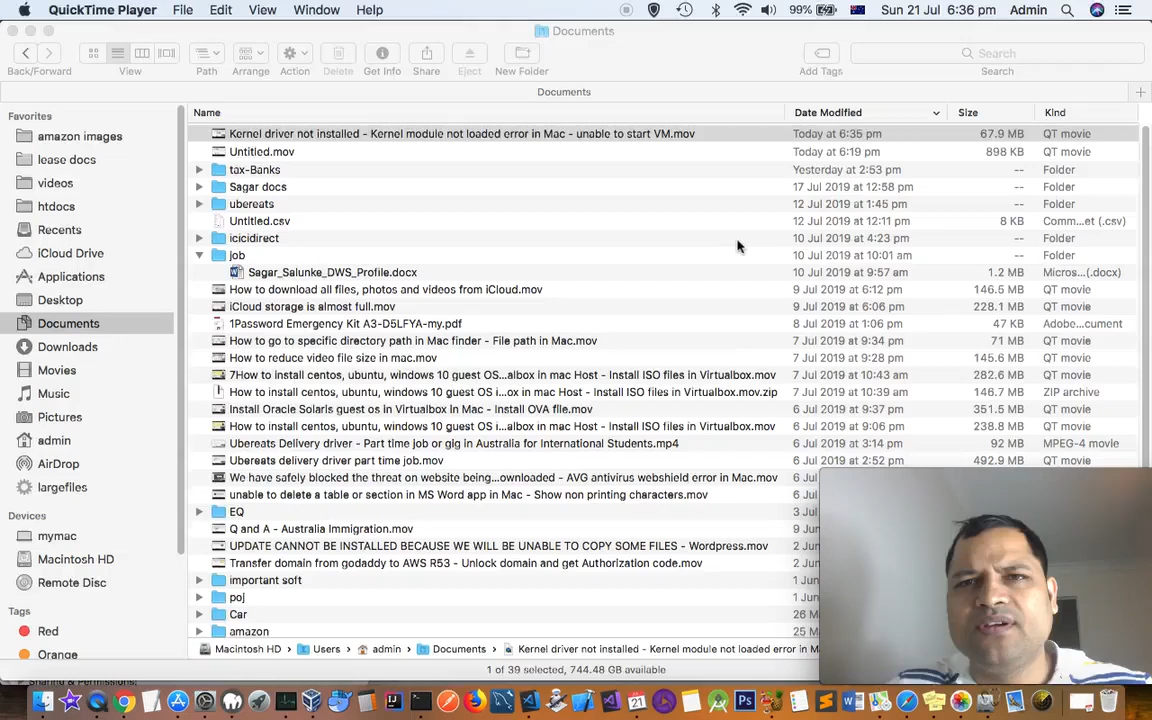 QuickTime Player File Edit View Window Help 99% Sun 21 Jul 6:36 pm Admin
Documents
Back/Forward View Path Arrange Action Delete Get Info Share Eject New Folder Add Tags Search Search
Documents
Favorites
amazon images
lease docs
videos
htdocs
Recents
iCloud Drive
Applications
Desktop
Documents
Downloads
Movies
Music
Pictures
admin
AirDrop
largefiles
Devices
mymac
Macintosh HD
Remote Disc
Tags
Red
Orange
Name Date Modified Size Kind
Kernel driver not installed - Kernel module not loaded error in Mac - unable to start VM.mov Today at 6:35 pm 67.9 MB QT movie
Untitled.mov Today at 6:19 pm 898 KB QT movie
tax-Banks Yesterday at 2:53 pm -- Folder
Sagar docs 17 Jul 2019 at 12:58 pm -- Folder
ubereats 12 Jul 2019 at 1:45 pm -- Folder
Untitled.csv 12 Jul 2019 at 12:11 pm 8 KB Comm...et (.csv)
icicidirect 10 Jul 2019 at 4:23 pm -- Folder
job 10 Jul 2019 at 10:01 am -- Folder
Sagar_Salunke_DWS_Profile.docx 10 Jul 2019 at 9:57 am 1.2 MB Micros...(.docx)
How to download all files, photos and videos from iCloud.mov 9 Jul 2019 at 6:12 pm 146.5 MB QT movie
iCloud storage is almost full.mov 9 Jul 2019 at 6:06 pm 228.1 MB QT movie
1Password Emergency Kit A3-D5LFYA-my.pdf 8 Jul 2019 at 1:06 pm 47 KB Adobe...cument
How to go to specific directory path in Mac finder - File path in Mac.mov 7 Jul 2019 at 9:34 pm 71 MB QT movie
How to reduce video file size in mac.mov 7 Jul 2019 at 9:28 pm 145.6 MB QT movie
7How to install centos, ubuntu, windows 10 guest OS...albox in mac Host - Install ISO files in Virtualbox.mov 7 Jul 2019 at 10:43 am 282.6 MB QT movie
How to install centos, ubuntu, windows 10 guest OS i...ox in mac Host - Install ISO files in Virtualbox.mov.zip 7 Jul 2019 at 10:39 am 146.7 MB ZIP archive
Install Oracle Solaris guest os in Virtualbox in Mac - Install OVA file.mov 6 Jul 2019 at 9:37 pm 351.5 MB QT movie
How to install centos, ubuntu, windows 10 guest OS i...albox in mac Host - Install ISO files in Virtualbox.mov 6 Jul 2019 at 9:06 pm 238.8 MB QT movie
Ubereats Delivery driver - Part time job or gig in Australia for International Students.mp4 6 Jul 2019 at 3:14 pm 92 MB MPEG-4 movie
Ubereats delivery driver part time job.mov 6 Jul 2019 at 2:52 pm 492.9 MB QT movie
We have safely blocked the threat on website being...ownloaded - AVG antivirus webshield error in Mac.mov 6 Jul
unable to delete a table or section in MS Word app in Mac - Show non printing characters.mov 6 Jul
EQ 3 Jul
Q and A - Australia Immigration.mov 9 Jun
UPDATE CANNOT BE INSTALLED BECAUSE WE WILL BE UNABLE TO COPY SOME FILES - Wordpress.mov 2 Jun
Transfer domain from godaddy to AWS R53 - Unlock domain and get Authorization code.mov 2 Jun
important soft 1 Jun
poj 1 Jun
Car 26 M
amazon 25 M
Macintosh HD Users admin Documents Kernel driver not installed - Kernel module not loaded error in Ma
1 of 39 selected, 744.48 GB available